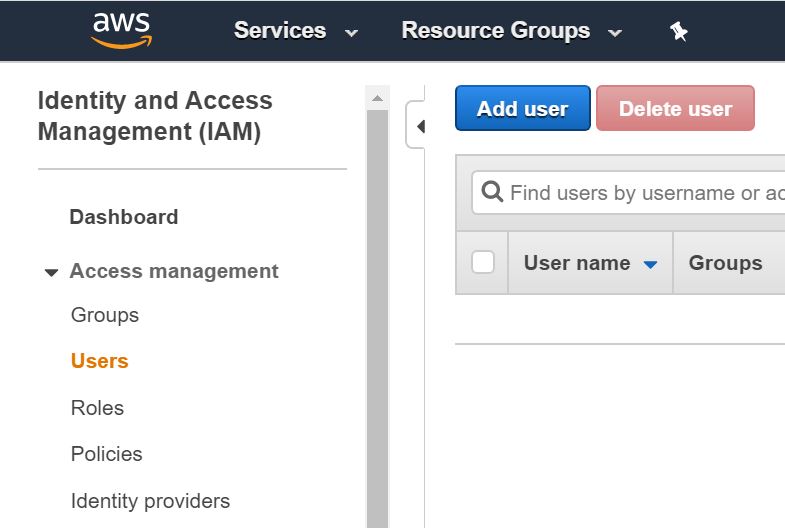 aws
Services
Resource Groups
Identity and Access
Management (IAM)
Dashboard
Access management
Groups
Users
Roles
Policies
Identity providers
Add user
Delete user
Find users by username or ac
User name
Groups